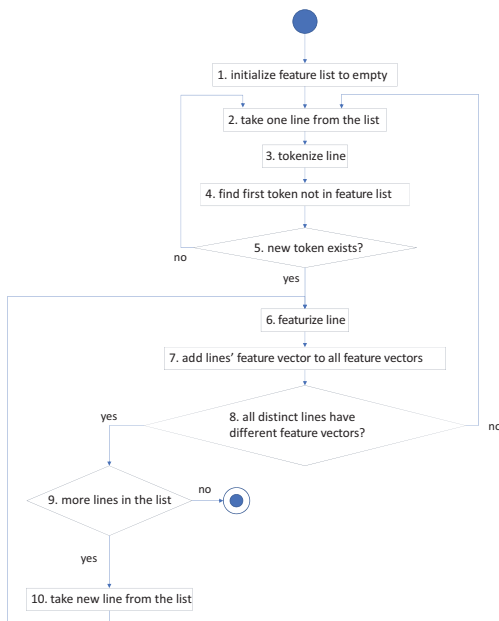 1. initialize feature list to empty
2. take one line from the list
3. tokenize line
4. find first token not in feature list
5. new token exists?
no
yes
6. featurize line
7. add lines' feature vector to all feature vectors
8. all distinct lines have
different feature vectors?
yes
no
9. more lines in the list
no
yes
10. take new line from the list